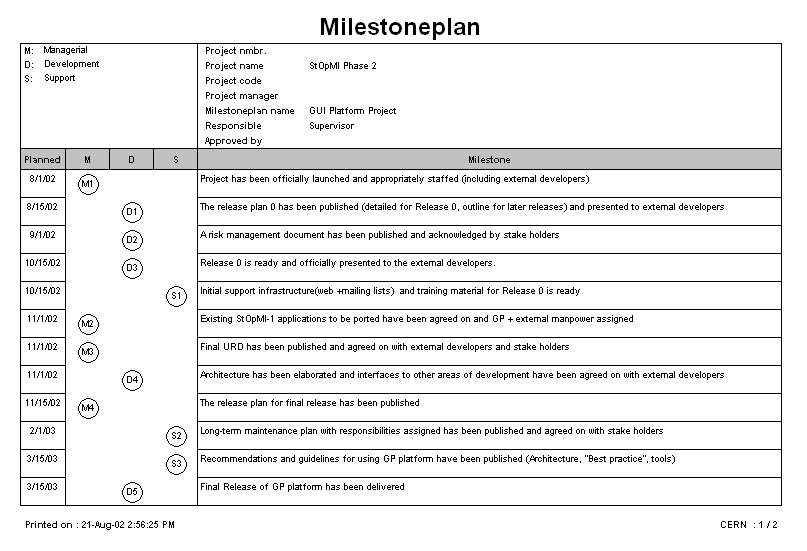 Milestoneplan
M: Managerial
D: Development
S: Support
Project nmbr.
Project name StOpMI Phase 2
Project code
Project manager
Milestoneplan name GUI Platform Project
Responsible Supervisor
Approved by
Planned M D S Milestone
8/1/02 M1 Project has been officially launched and appropriately staffed (including external developers)
8/15/02 D1 The release plan 0 has been published (detailed for Release 0, outline for later releases) and presented to external developers
9/1/02 D2 A risk management document has been published and acknowledged by stake holders
10/15/02 D3 Release 0 is ready and officially presented to the external developers.
10/15/02 S1 Initial support infrastructure(web +mailing lists) and training material for Release 0 is ready
11/1/02 M2 Existing StOpMI-1 applications to be ported have been agreed on and GP + external manpower assigned
11/1/02 M3 Final URD has been published and agreed on with external developers and stake holders
11/1/02 D4 Architecture has been elaborated and interfaces to other areas of development have been agreed on with external developers
11/15/02 M4 The release plan for final release has been published
2/1/03 S2 Long-term maintenance plan with responsibilities assigned has been published and agreed on with stake holders
3/15/03 S3 Recommendations and guidelines for using GP platform have been published (Architecture, "Best practice", tools)
3/15/03 D5 Final Release of GP platform has been delivered
Printed on : 21-Aug-02 2:56:25 PM CERN : 1 / 2